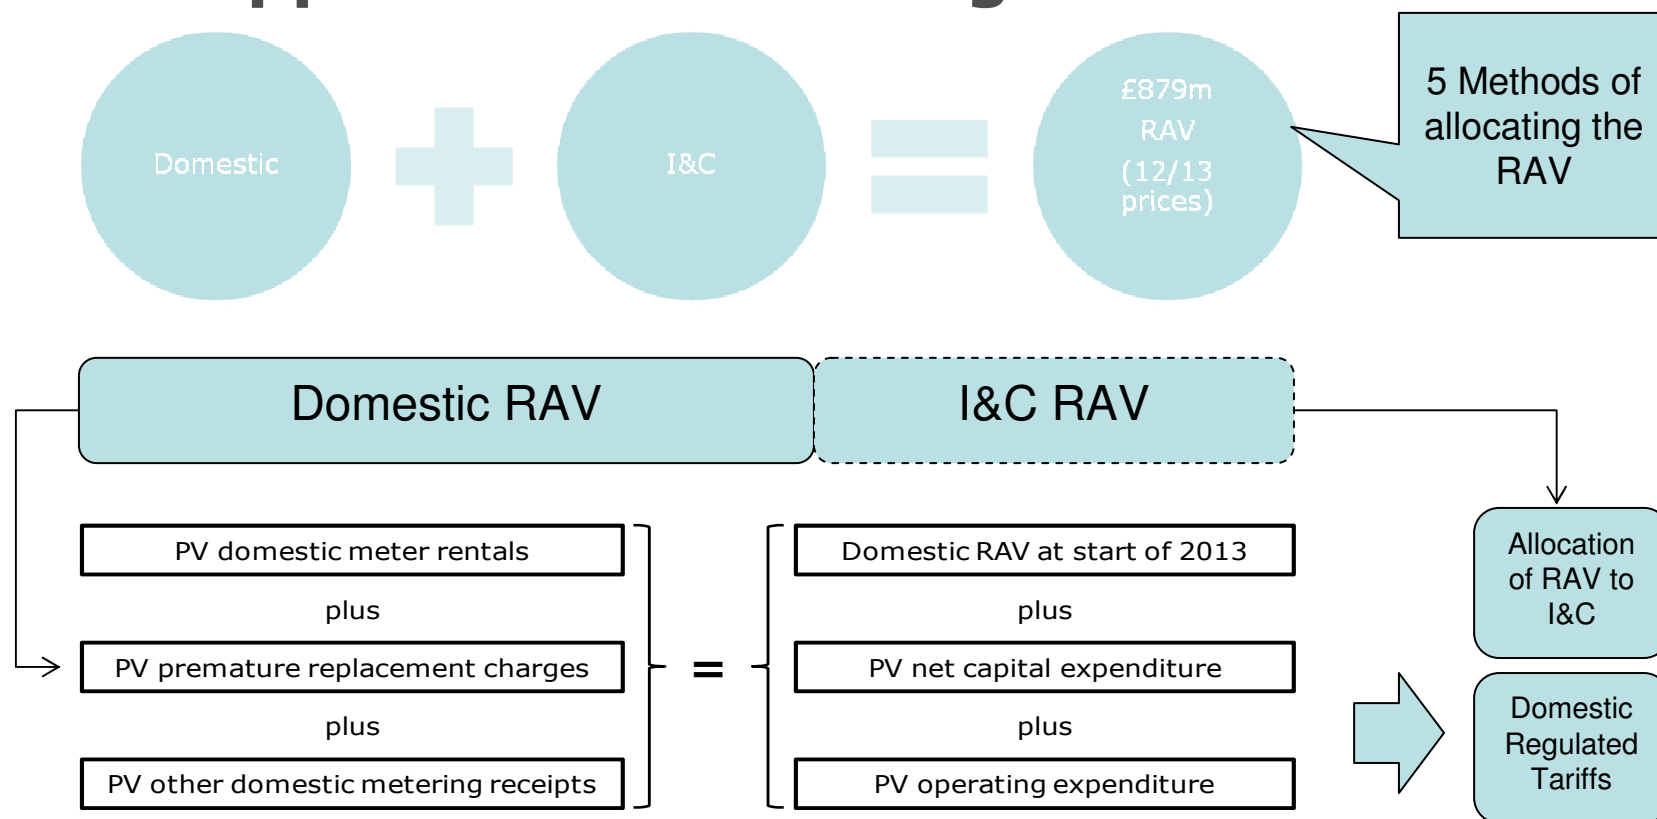 Domestic
I&C
£879m
RAV
(12/13
prices)
5 Methods of
allocating the
RAV
Domestic RAV
I&C RAV
PV domestic meter rentals
plus
PV premature replacement charges
plus
PV other domestic metering receipts
=
Domestic RAV at start of 2013
plus
PV net capital expenditure
plus
PV operating expenditure
Allocation
of RAV to
I&C
Domestic
Regulated
Tariffs